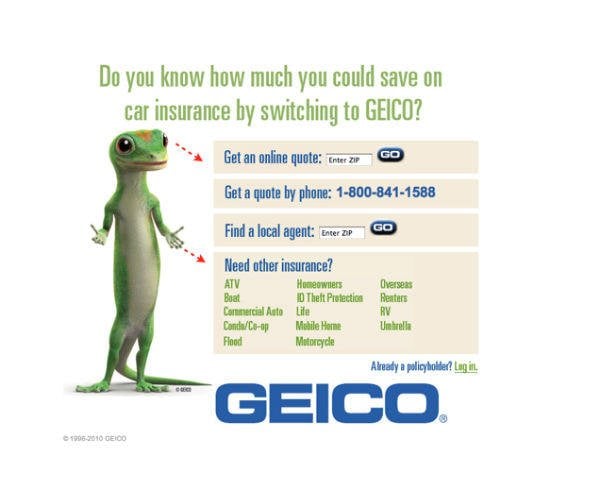 Do you know how much you could save on
car insurance by switching to GEICO?
Get an online quote: Enter ZIP GO
Get a quote by phone: 1-800-841-1588
Find a local agent: Enter ZIP GO
Need other insurance?
ATV Homeowners Overseas
Boat ID Theft Protection Renters
Commercial Auto Life RV
Condo/Co-op Mobile Home Umbrella
Flood Motorcycle
Already a policyholder? Log in.
© GEICO
GEICO®
© 1996-2010 GEICO